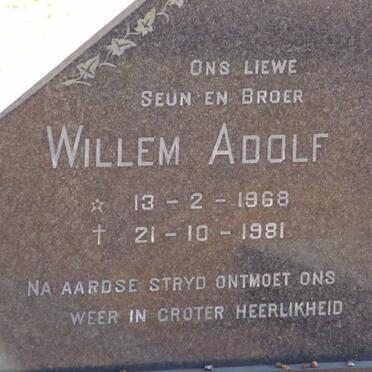 ONS LIEWE
SEUN EN BROER
WILLEM ADOLF
☆ 13 - 2 - 1968
† 21 - 10 - 1981
NA AARDSE STRYD ONTMOET ONS
WEER IN GROTER HEERLIKHEID